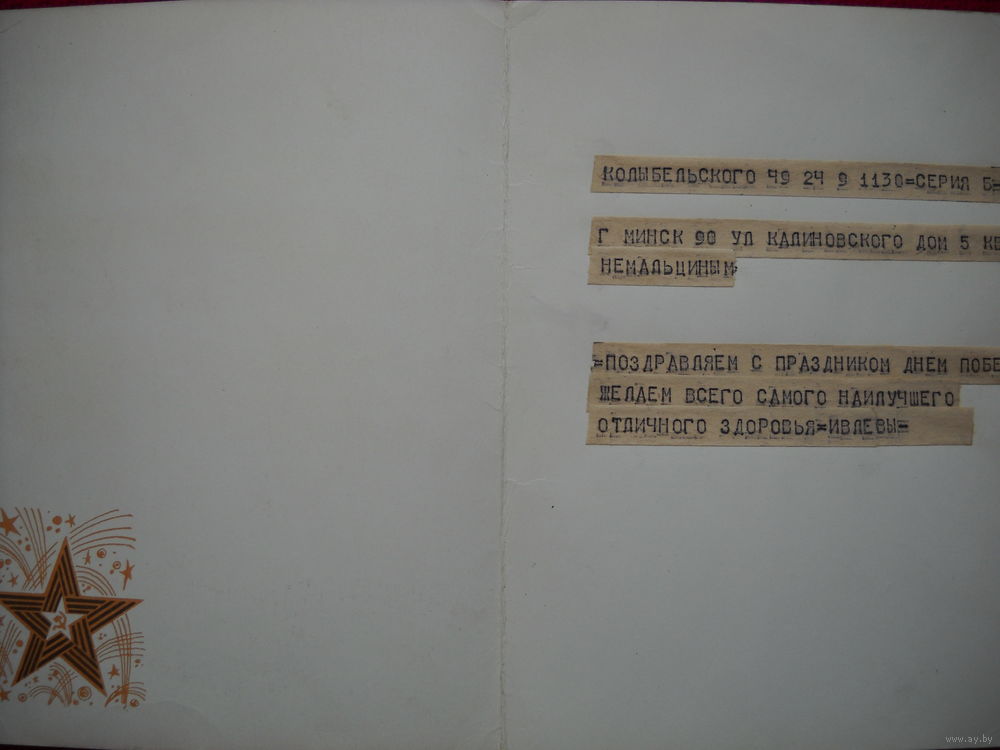 КОЛЫБЕЛЬСКОГО 49 24 9 1130=СЕРИЯ Б=
Г МИНСК 90 УЛ КАЛИНОВСКОГО ДОМ 5 КВ
НЕМАЛЬЦИНЫМ=
=ПОЗДРАВЛЯЕМ С ПРАЗДНИКОМ ДНЕМ ПОБЕ
ЖЕЛАЕМ ВСЕГО САМОГО НАИЛУЧШЕГО
ОТЛИЧНОГО ЗДОРОВЬЯ=ИВЛЕВЫ=
www.ay.by